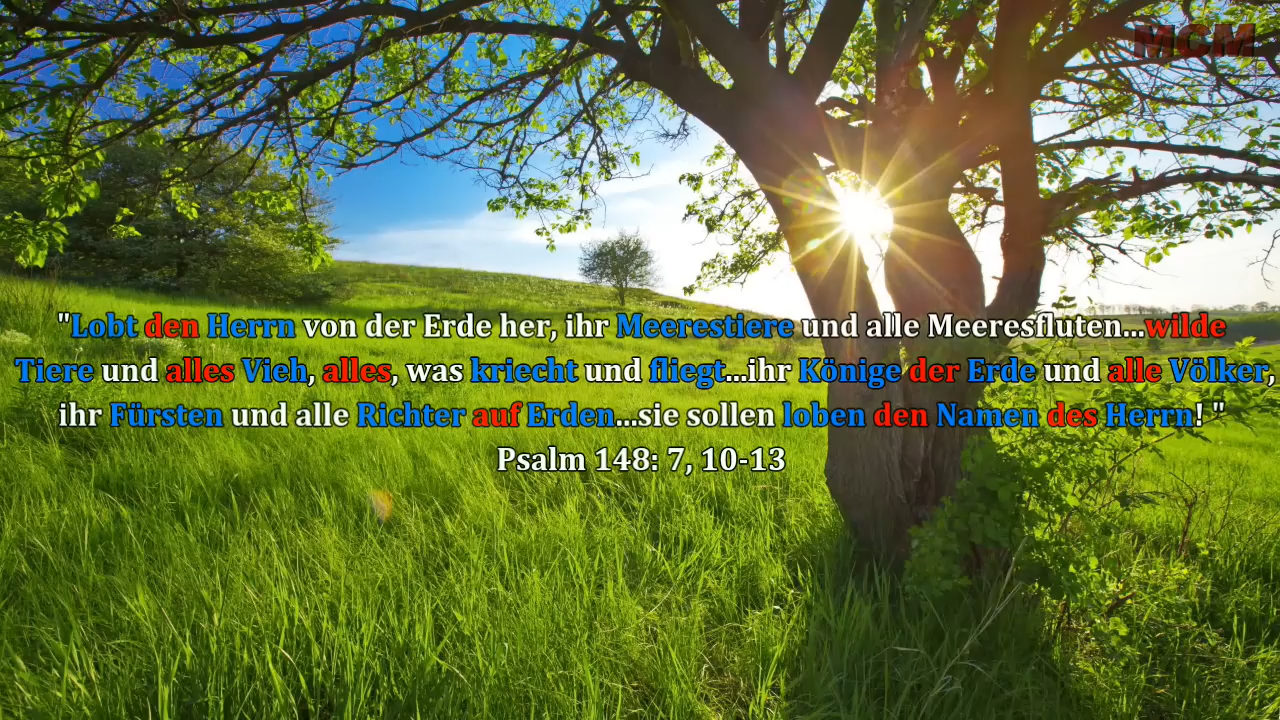 MCM
"Lobt den Herrn von der Erde her, ihr Meerestiere und alle Meeresfluten...wilde
Tiere und alles Vieh, alles, was kriecht und fliegt...ihr Könige der Erde und alle Völker,
ihr Fürsten und alle Richter auf Erden...sie sollen loben den Namen des Herrn! "
Psalm 148: 7, 10-13